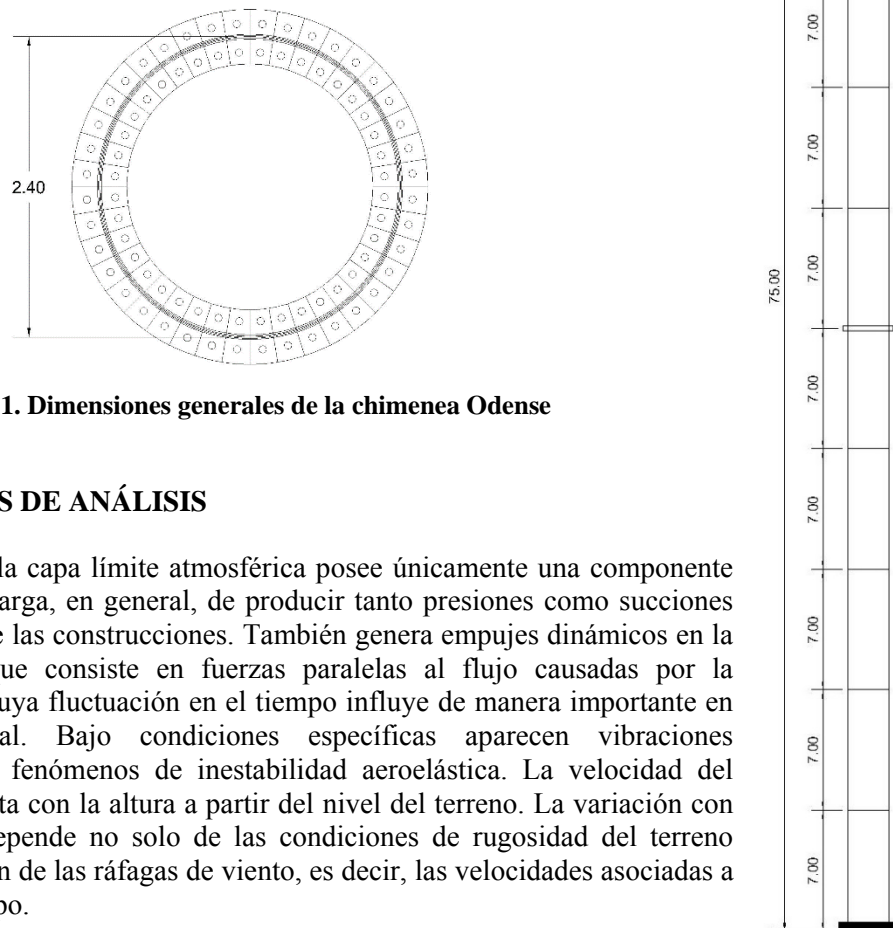 2.40
1. Dimensiones generales de la chimenea Odense
S DE ANÁLISIS
la capa límite atmosférica posee únicamente una componente
arga, en general, de producir tanto presiones como succiones
e las construcciones. También genera empujes dinámicos en la
ue consiste en fuerzas paralelas al flujo causadas por la
uya fluctuación en el tiempo influye de manera importante en
al. Bajo condiciones específicas aparecen vibraciones
fenómenos de inestabilidad aeroelástica. La velocidad del
ta con la altura a partir del nivel del terreno. La variación con
epende no solo de las condiciones de rugosidad del terreno
n de las ráfagas de viento, es decir, las velocidades asociadas a
po.
75.00
7.00
7.00
7.00
7.00
7.00
7.00
7.00
7.00